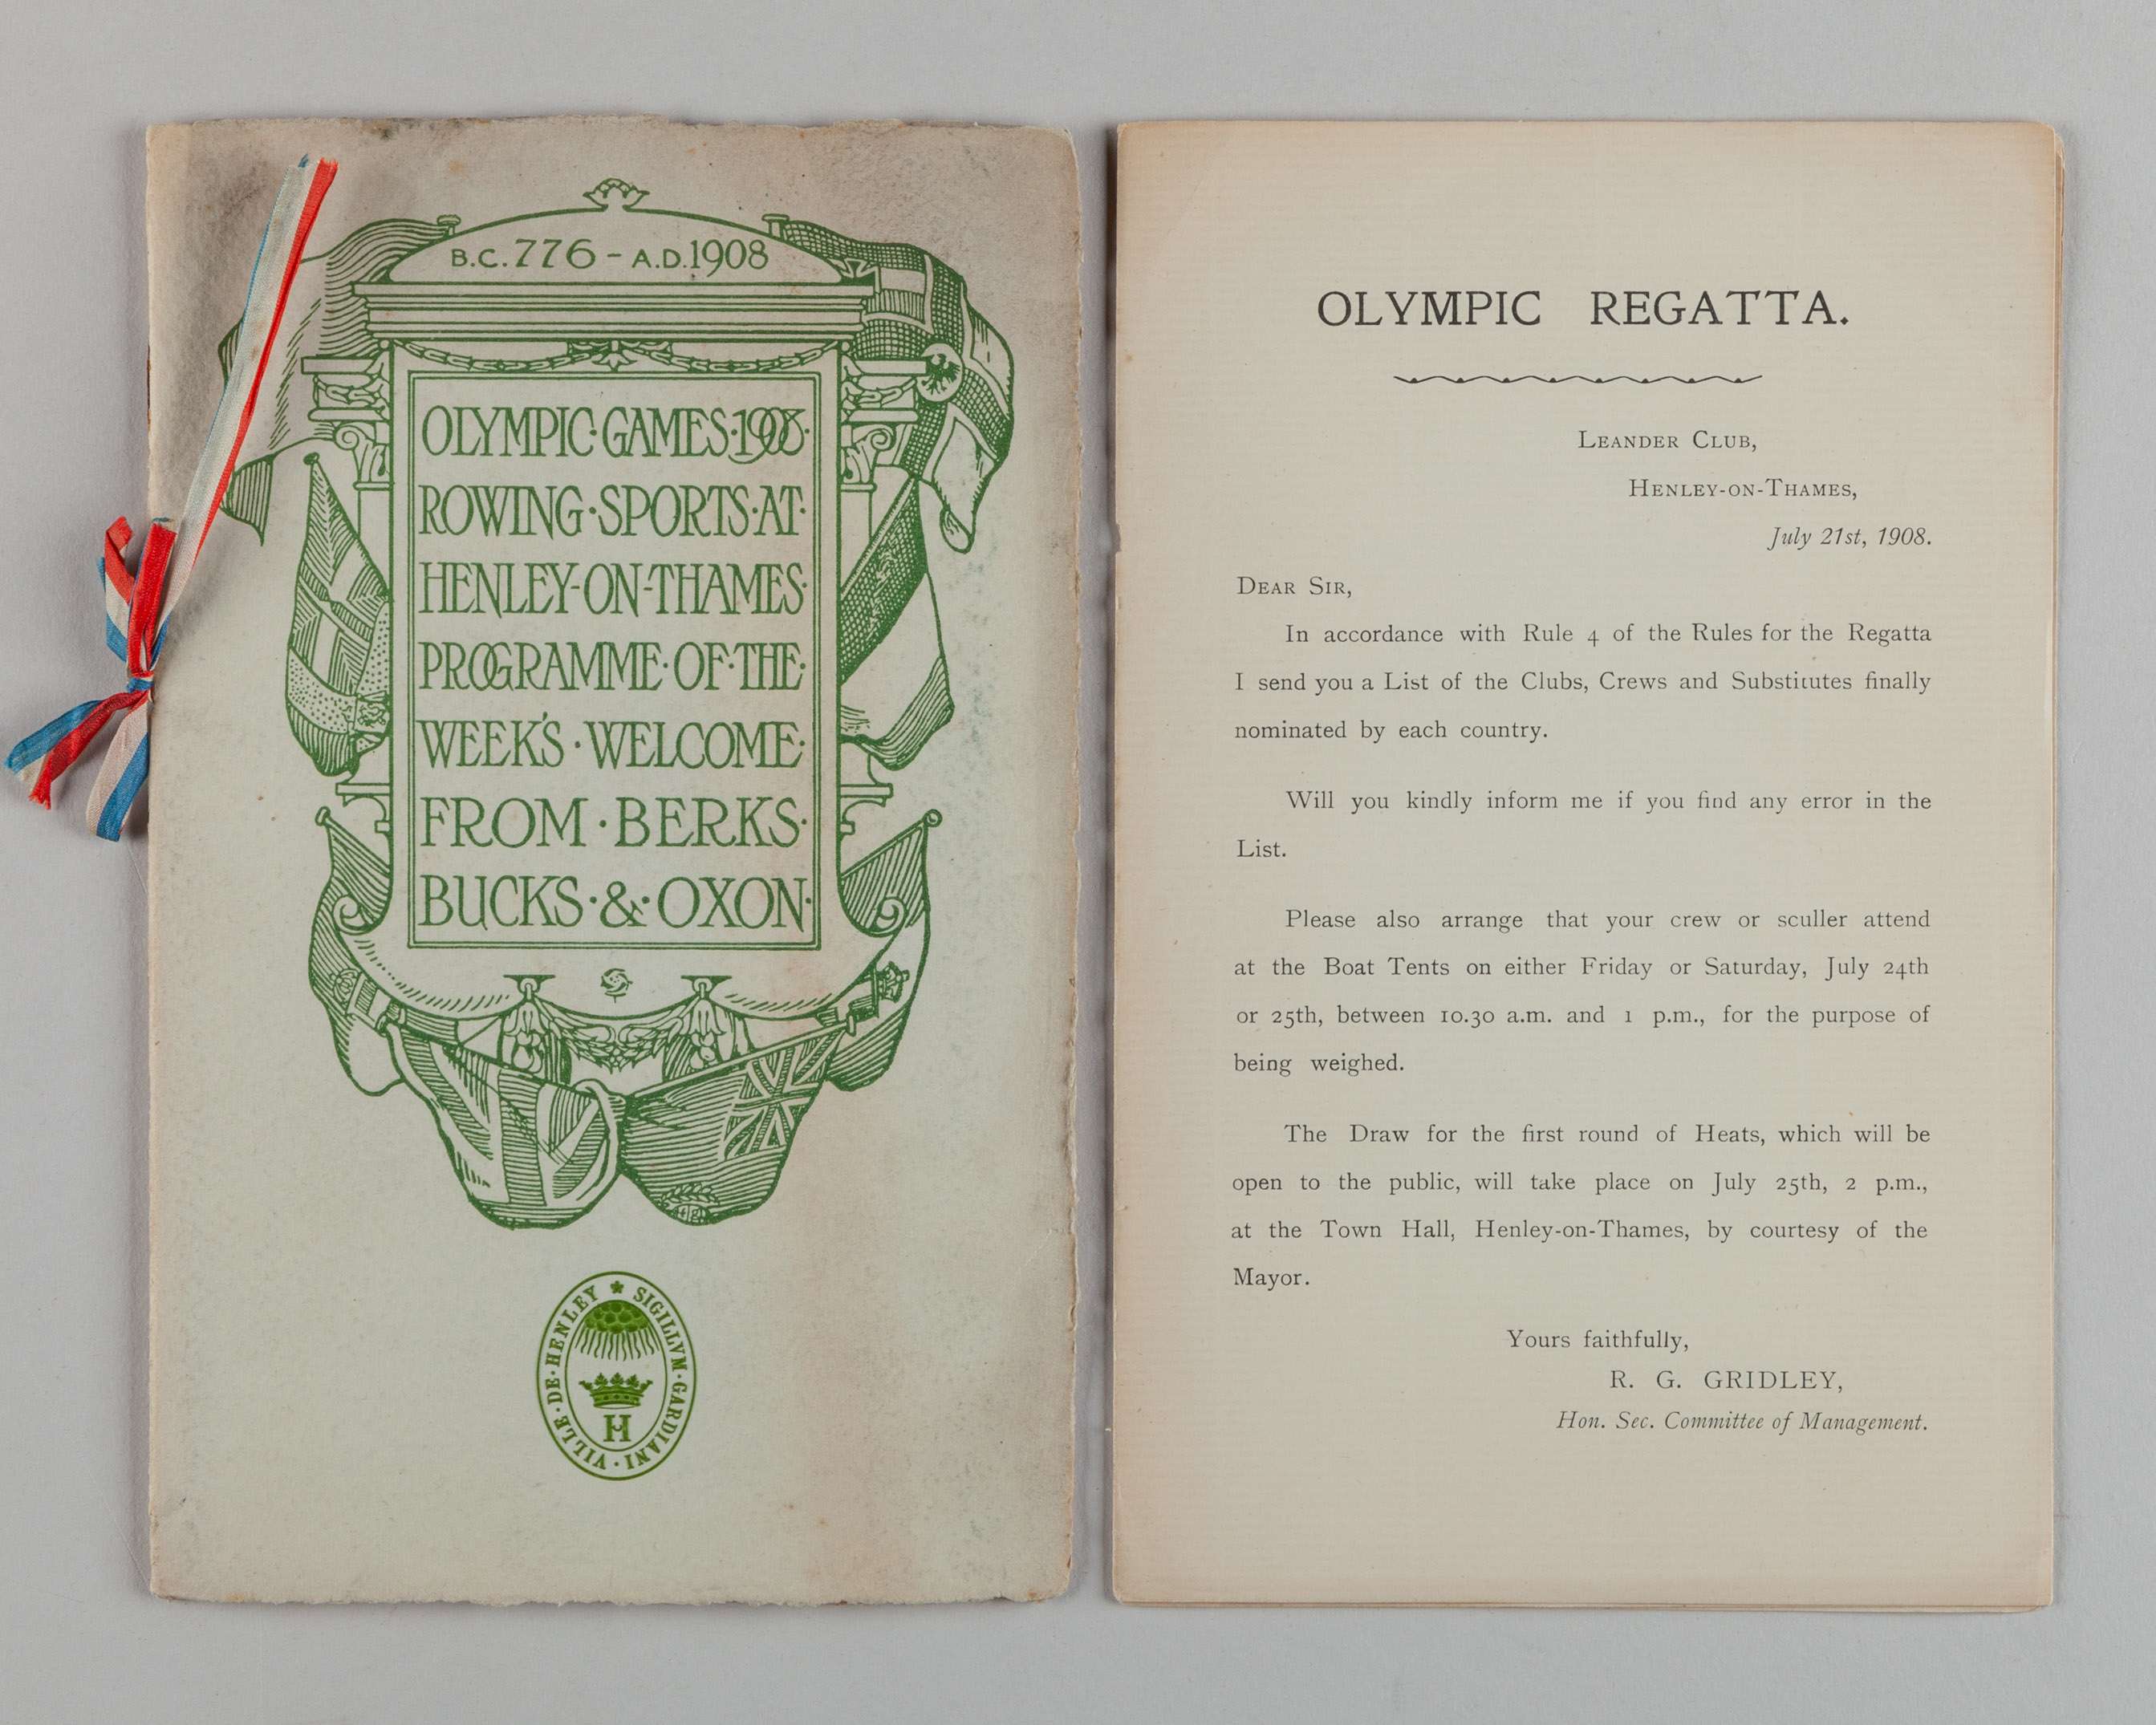 B.C. 776 - A.D. 1908
OLYMPIC·GAMES·1908·
ROWING·SPORTS·AT·
HENLEY-ON-THAMES·
PROGRAMME·OF·THE·
WEEK'S·WELCOME·
FROM·BERKS·
BUCKS·&·OXON·
SIGILLVM·GARDIANI·VILLE·DE·HENLEY
H
OLYMPIC REGATTA.
LEANDER CLUB,
HENLEY-ON-THAMES,
July 21st, 1908.
DEAR SIR,
In accordance with Rule 4 of the Rules for the Regatta
I send you a List of the Clubs, Crews and Substitutes finally
nominated by each country.
Will you kindly inform me if you find any error in the
List.
Please also arrange that your crew or sculler attend
at the Boat Tents on either Friday or Saturday, July 24th
or 25th, between 10.30 a.m. and 1 p.m., for the purpose of
being weighed.
The Draw for the first round of Heats, which will be
open to the public, will take place on July 25th, 2 p.m.,
at the Town Hall, Henley-on-Thames, by courtesy of the
Mayor.
Yours faithfully,
R. G. GRIDLEY,
Hon. Sec. Committee of Management.